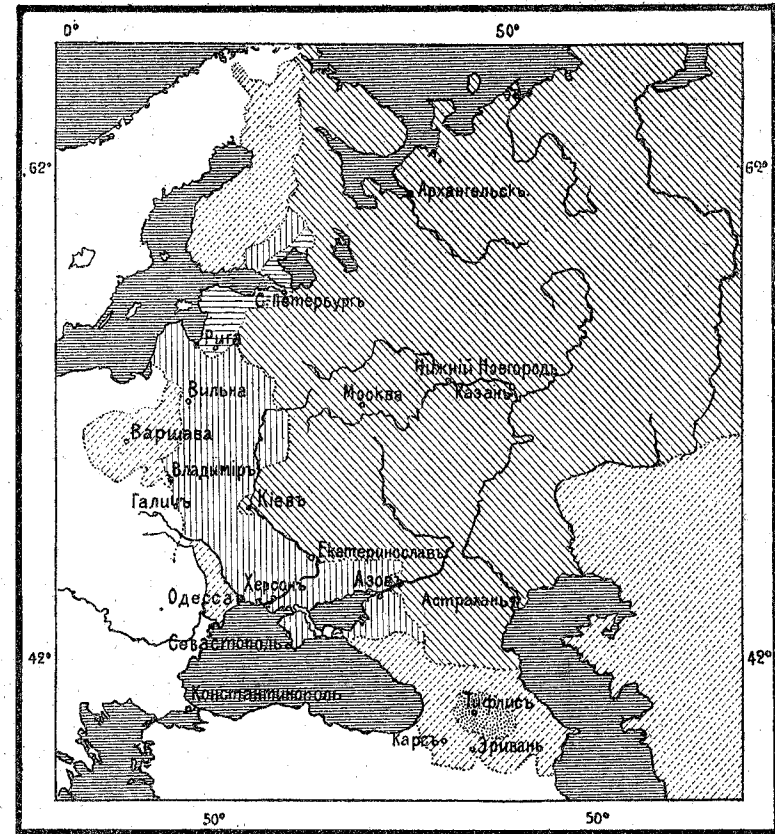 0° 50°
62° 62°
Архангельскъ.
С.-Петербургъ
Рига
Нижній Новгородъ
Вильна
Москва
Казань
Варшава
Владиміръ
Галичъ
Кіевъ
Екатеринославъ
Херсонъ
Азовъ
Одесса
Астрахань
Севастополь
42° 42°
Константинополь
Тифлисъ
Карсъ
Эривань
50° 50°